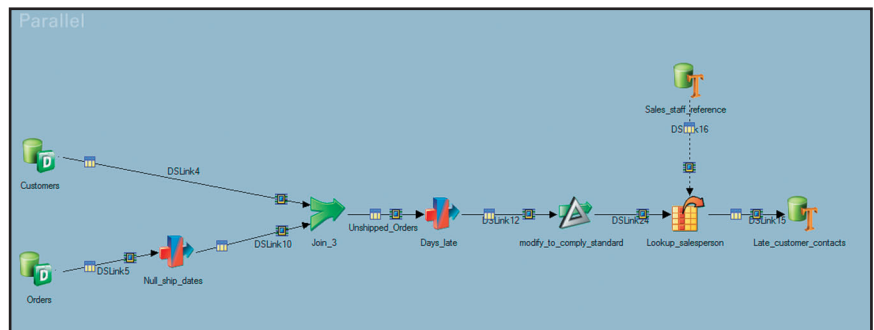 Parallel
Sales_staff_reference
DSLink16
Customers
DSLink4
Unshipped_Orders
DSLink12
DSLink24
DSLink15
DSLink10
Join_3
Days_late
modify_to_comply_standard
Lookup_salesperson
Late_customer_contacts
DSLink5
Null_ship_dates
Orders